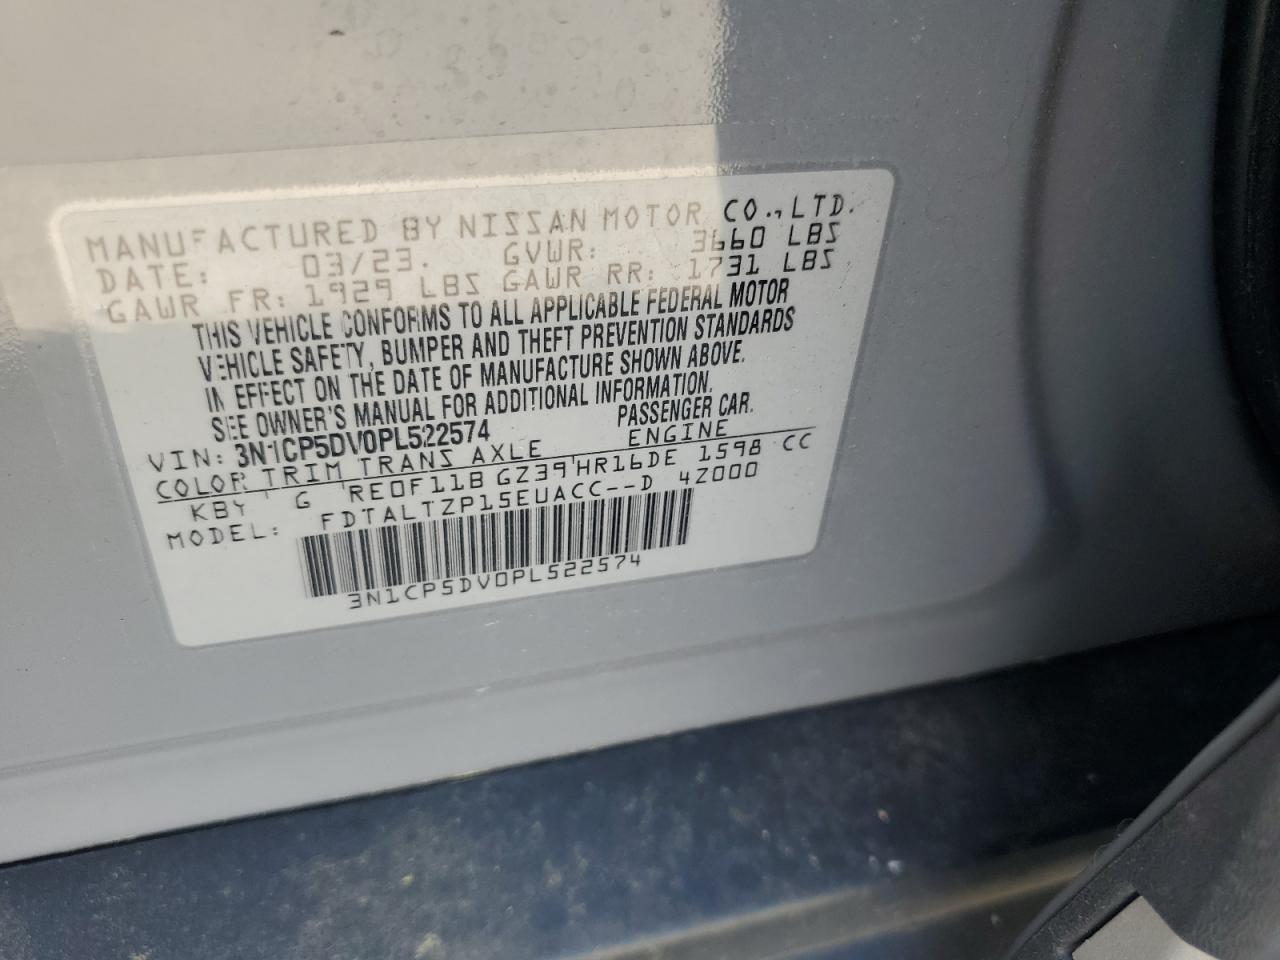 MANUFACTURED BY NISSAN MOTOR CO., LTD.
DATE: 03/23. GVWR: 3660 LBS
GAWR FR: 1929 LBS GAWR RR: 1731 LBS
THIS VEHICLE CONFORMS TO ALL APPLICABLE FEDERAL MOTOR
VEHICLE SAFETY, BUMPER AND THEFT PREVENTION STANDARDS
IN EFFECT ON THE DATE OF MANUFACTURE SHOWN ABOVE.
SEE OWNER'S MANUAL FOR ADDITIONAL INFORMATION.
VIN: 3N1CP5DV0PL522574 PASSENGER CAR.
COLOR TRIM TRANS AXLE ENGINE
KBY G RE0F11B GZ39 HR16DE 1598 CC
MODEL: FDTALTZP15EUACC--D 4Z000
3N1CP5DV0PL522574